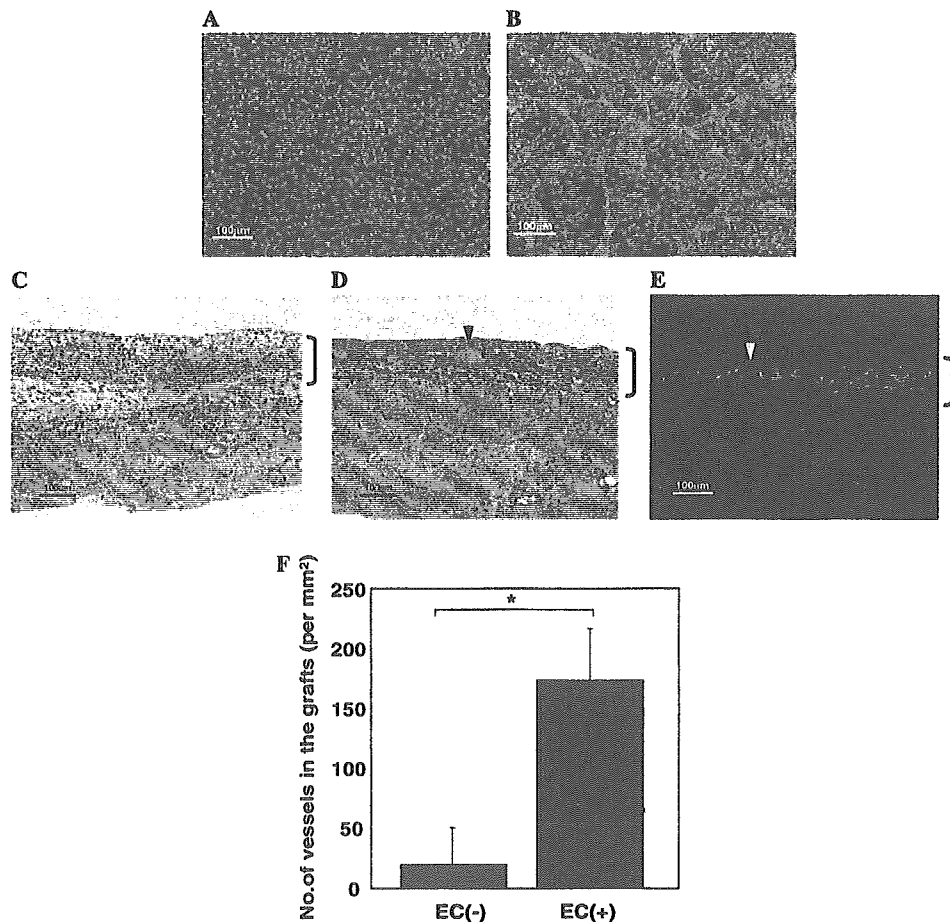 A
B
100μm
100μm
C
D
E
100μm
100μm
100μm
F
No.of vessels in the grafts (per mm²)
250
200
150
100
50
0
*
EC(-)
EC(+)